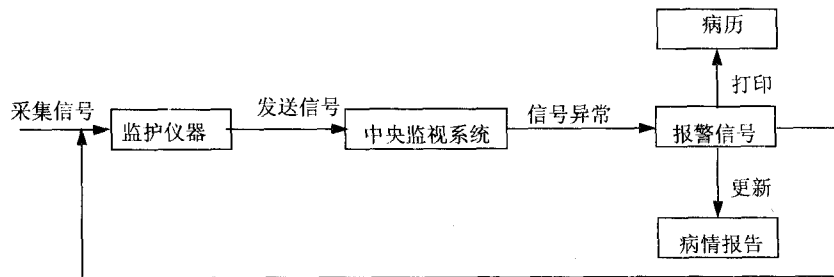 病历
打印
采集信号
监护仪器
发送信号
中央监视系统
信号异常
报警信号
更新
病情报告